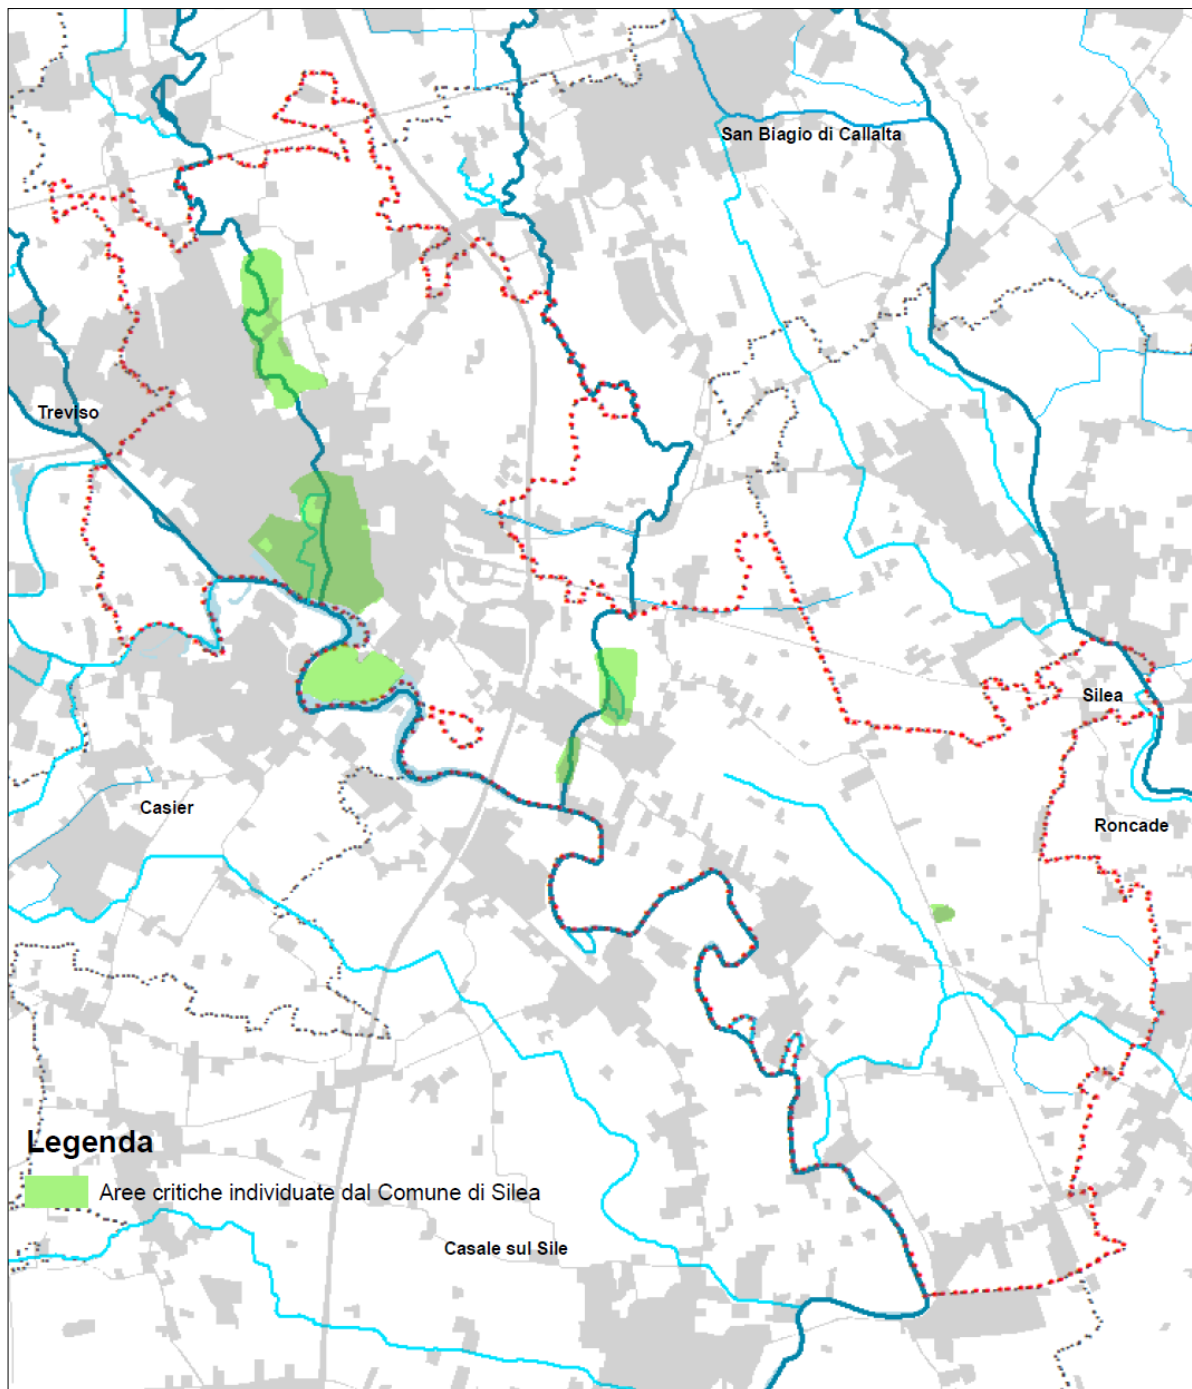 San Biagio di Callalta
Treviso
Silea
Casier
Roncade
Legenda
Aree critiche individuate dal Comune di Silea
Casale sul Sile